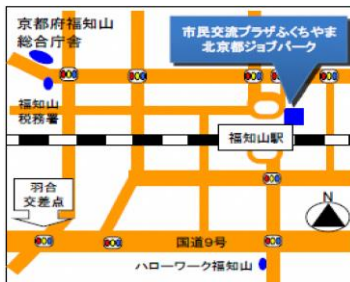 京都府福知山
総合庁舎
市民交流プラザふくちやま
北京都ジョブパーク
福知山
税務署
福知山駅
羽合
交差点
N
国道9号
ハローワーク福知山